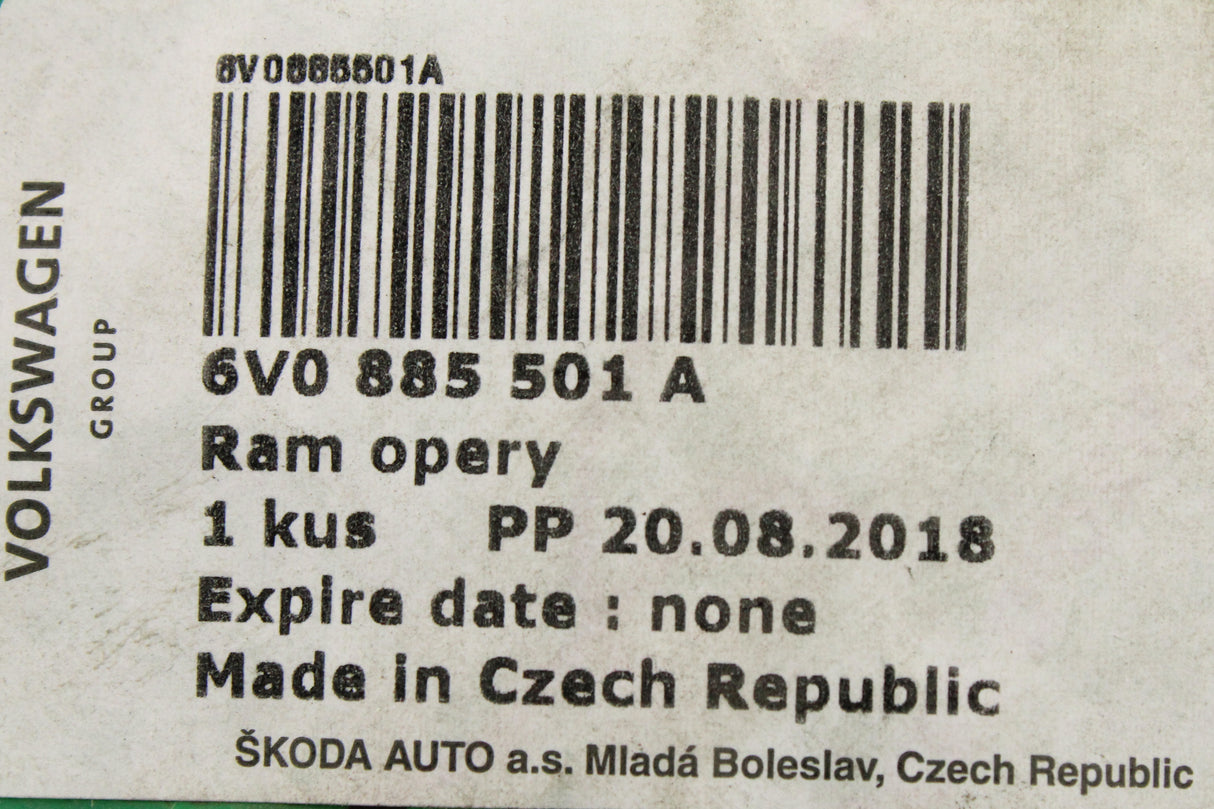 6V0885501A
6V0 885 501 A
Ram opery
1 kus PP 20.08.2018
Expire date : none
Made in Czech Republic
ŠKODA AUTO a.s. Mladá Boleslav, Czech Republic
VOLKSWAGEN
GROUP